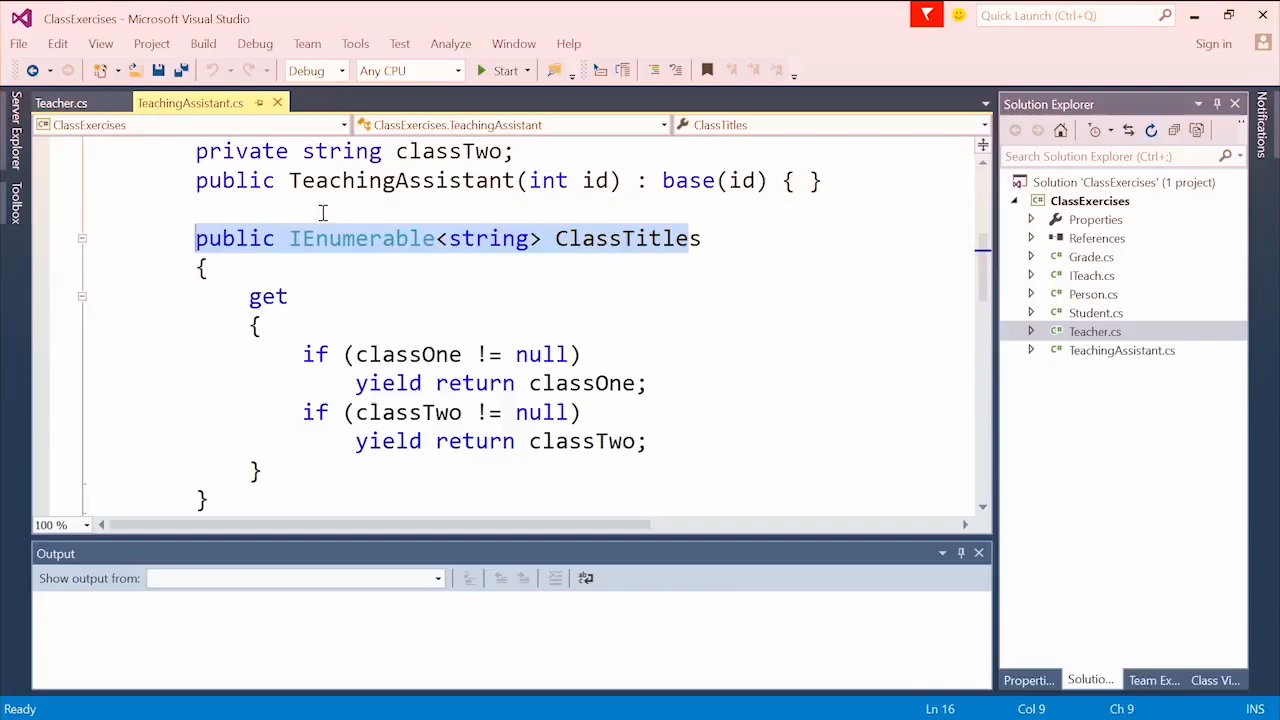 ClassExercises - Microsoft Visual Studio
Quick Launch (Ctrl+Q)
File Edit View Project Build Debug Team Tools Test Analyze Window Help
Sign in
Debug Any CPU Start
Server Explorer
Toolbox
Teacher.cs TeachingAssistant.cs
ClassExercises ClassExercises.TeachingAssistant ClassTitles
private string classTwo;
public TeachingAssistant(int id) : base(id) { }
public IEnumerable<string> ClassTitles
{
get
{
if (classOne != null)
yield return classOne;
if (classTwo != null)
yield return classTwo;
}
}
100 %
Output
Show output from:
Solution Explorer
Search Solution Explorer (Ctrl+;)
Solution 'ClassExercises' (1 project)
C# ClassExercises
Properties
References
C# Grade.cs
C# ITeach.cs
C# Person.cs
C# Student.cs
C# Teacher.cs
C# TeachingAssistant.cs
Properti... Solutio... Team Ex... Class Vi...
Notifications
Ready Ln 16 Col 9 Ch 9 INS